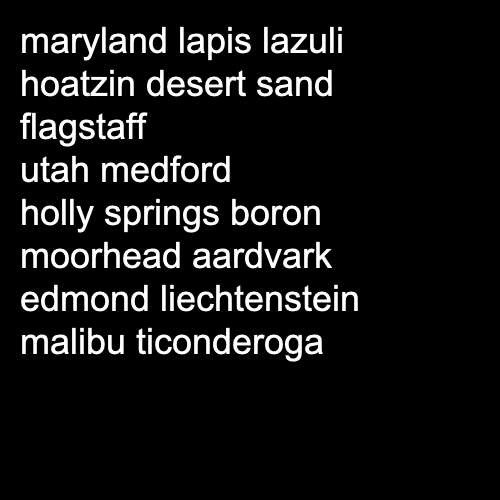 maryland lapis lazuli
hoatzin desert sand
flagstaff
utah medford
holly springs boron
moorhead aardvark
edmond liechtenstein
malibu ticonderoga